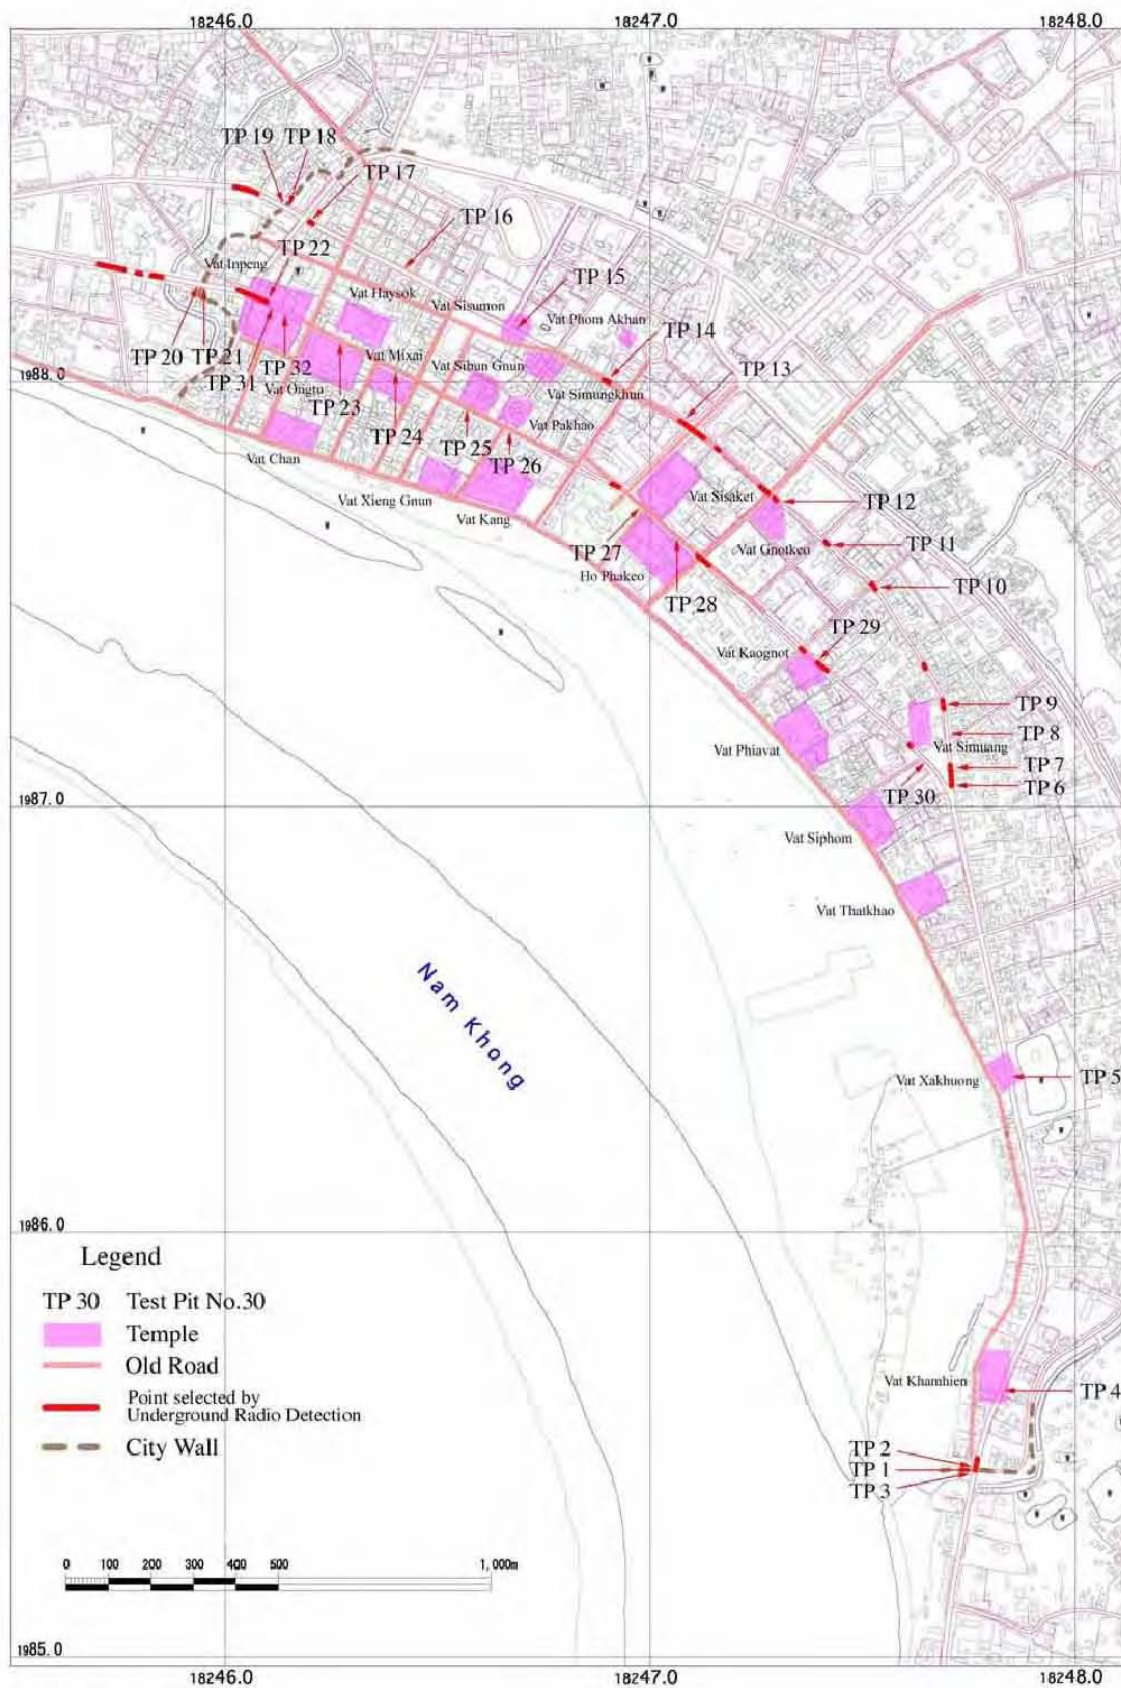 18246.0
18247.0
18248.0
TP 19
TP 18
TP 17
TP 16
TP 22
Vat Inpeng
TP 15
Vat Haysok
Vat Sisumon
Vat Phom Akhan
TP 14
TP 20
TP 21
TP 32
Vat Mixai
Vat Sibun Gnun
TP 13
1988.0
TP 31
Vat Ongtu
Vat Simungkhun
TP 23
TP 24
TP 25
Vat Pakhao
TP 26
Vat Chan
Vat Xieng Gnun
Vat Sisaket
TP 12
Vat Kang
TP 27
Vat Gnotkeo
TP 11
Ho Phakeo
TP 28
TP 10
TP 29
Vat Kaognot
TP 9
TP 8
Vat Phiavat
Vat Simuang
TP 7
TP 6
1987.0
TP 30
Vat Siphom
Vat Thatkhao
Nam Khong
Vat Xakhuong
TP 5
1986.0
Legend
TP 30 Test Pit No.30
Temple
Old Road
Point selected by
Underground Radio Detection
City Wall
Vat Khamhien
TP 4
TP 2
TP 1
TP 3
0 100 200 300 400 500 1,000m
1985.0
18246.0
18247.0
18248.0